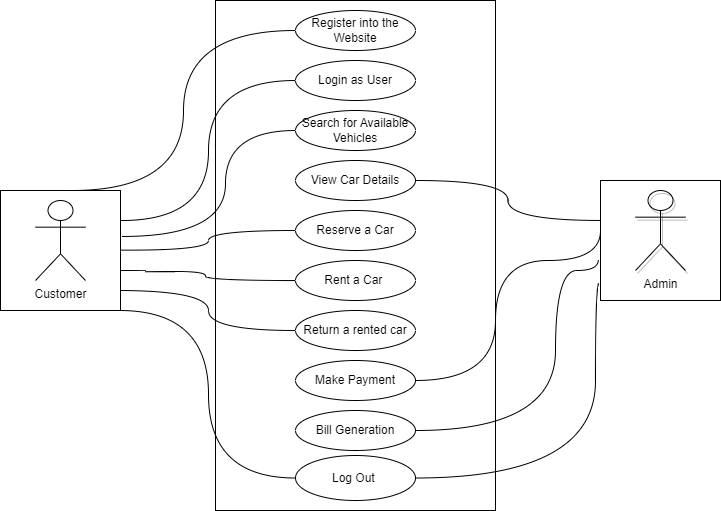 Register into the
Website
Login as User
Search for Available
Vehicles
View Car Details
Reserve a Car
Rent a Car
Return a rented car
Make Payment
Bill Generation
Log Out
Customer
Admin